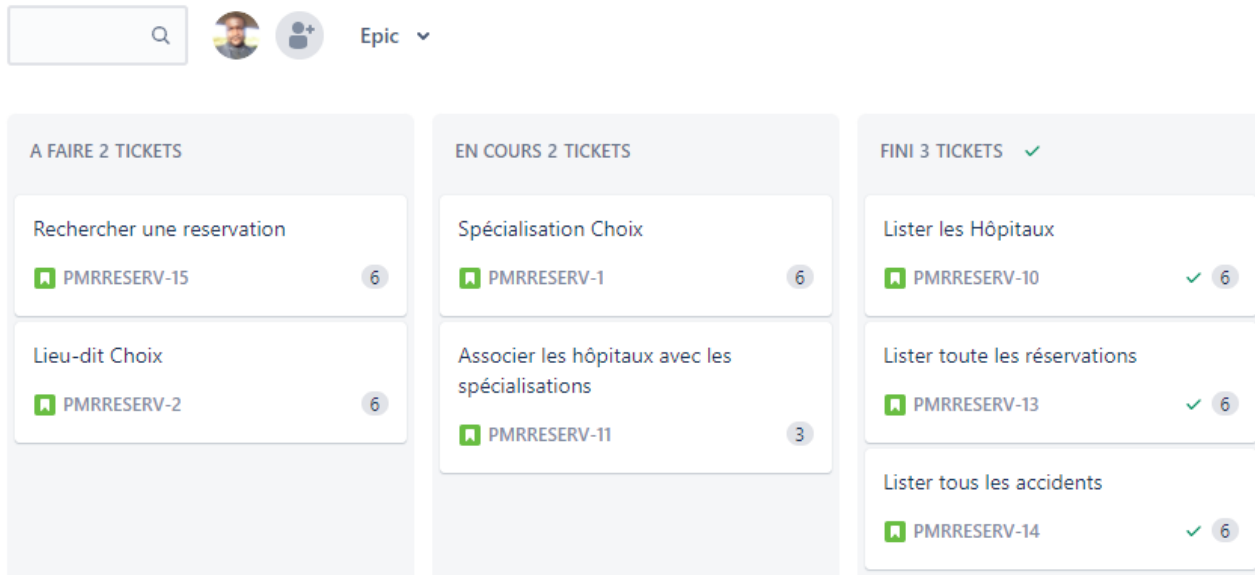 Epic
A FAIRE 2 TICKETS
Rechercher une reservation
PMRRESERV-15 6
Lieu-dit Choix
PMRRESERV-2 6
EN COURS 2 TICKETS
Spécialisation Choix
PMRRESERV-1 6
Associer les hôpitaux avec les
spécialisations
PMRRESERV-11 3
FINI 3 TICKETS
Lister les Hôpitaux
PMRRESERV-10 6
Lister toute les réservations
PMRRESERV-13 6
Lister tous les accidents
PMRRESERV-14 6